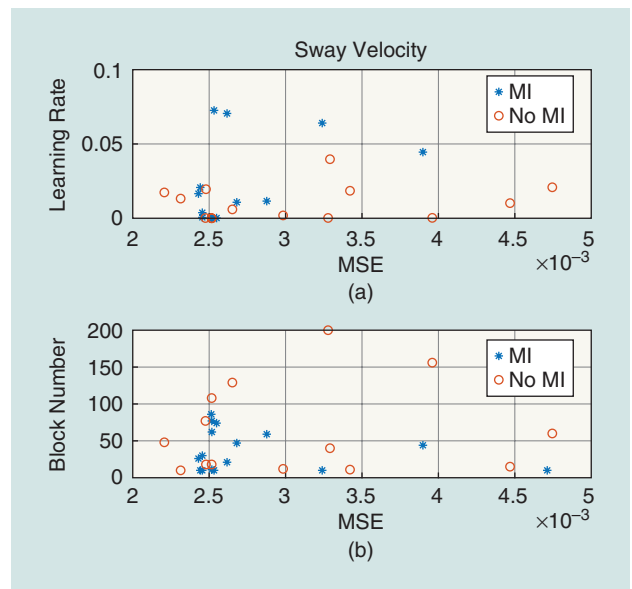 Sway Velocity
Learning Rate
0.1
0.05
0
MI
No MI
2 2.5 3 3.5 4 4.5 5
MSE ×10−3
(a)
Block Number
200
150
100
50
0
MI
No MI
2 2.5 3 3.5 4 4.5 5
MSE ×10−3
(b)